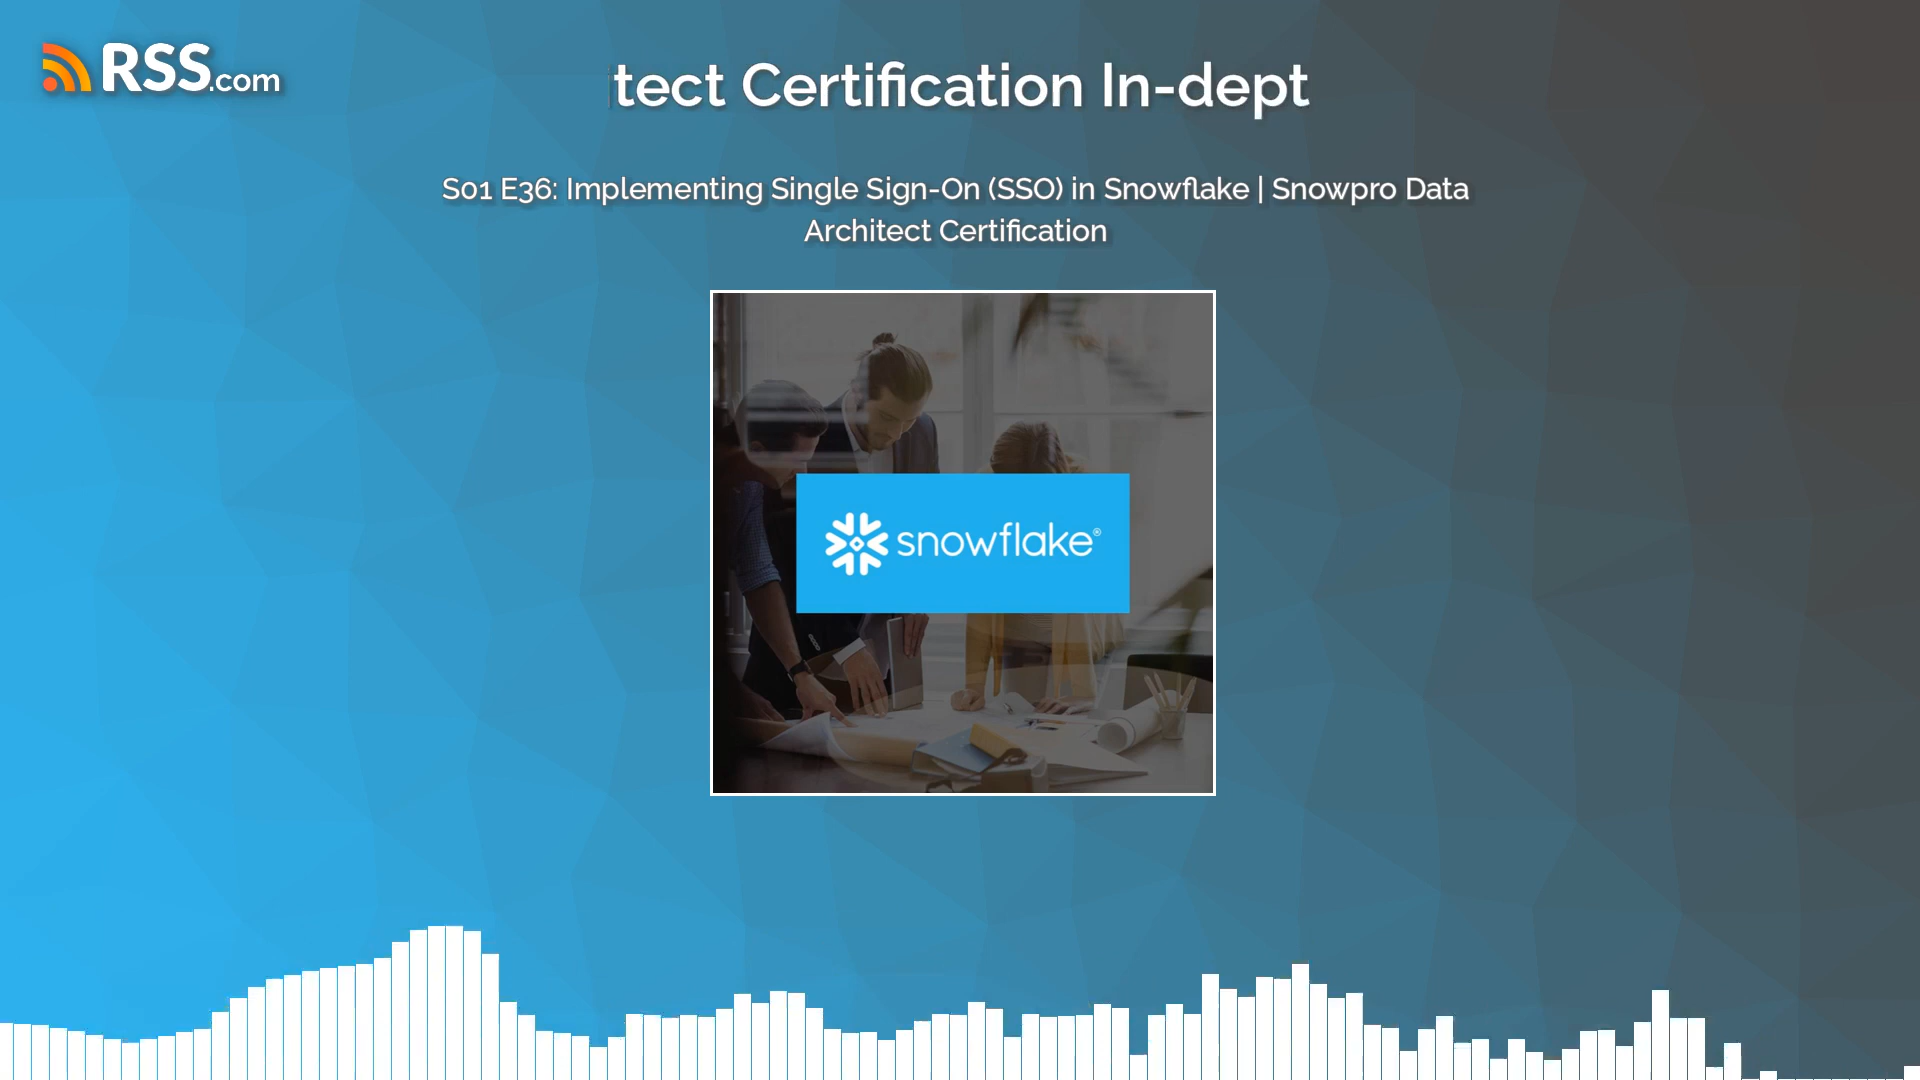 RSS.com
tect Certification In-dept
S01 E36: Implementing Single Sign-On (SSO) in Snowflake | Snowpro Data
Architect Certification
snowflake®